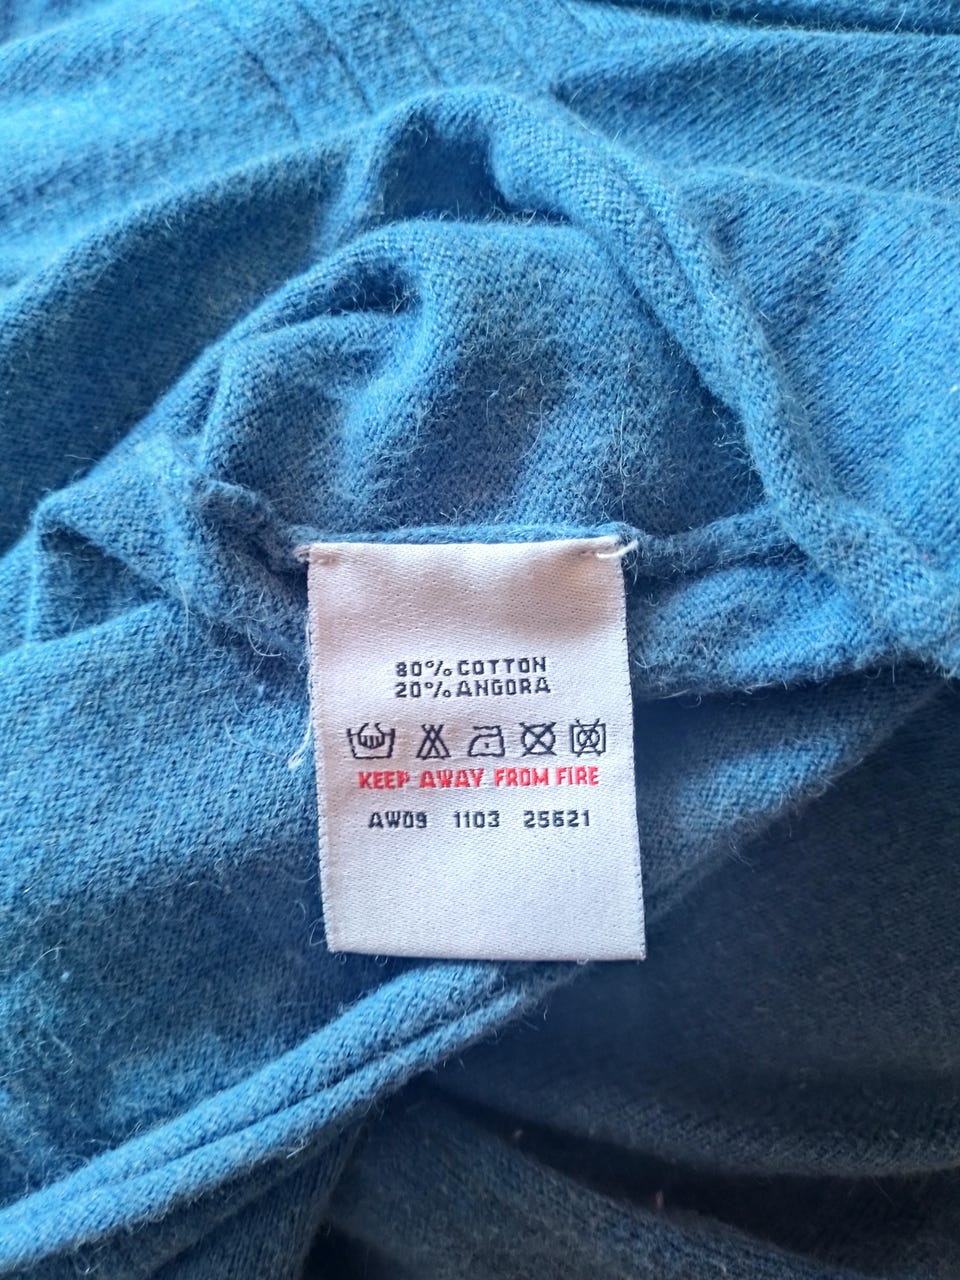 80% COTTON
20% ANGORA
KEEP AWAY FROM FIRE
AW09 1103 25621